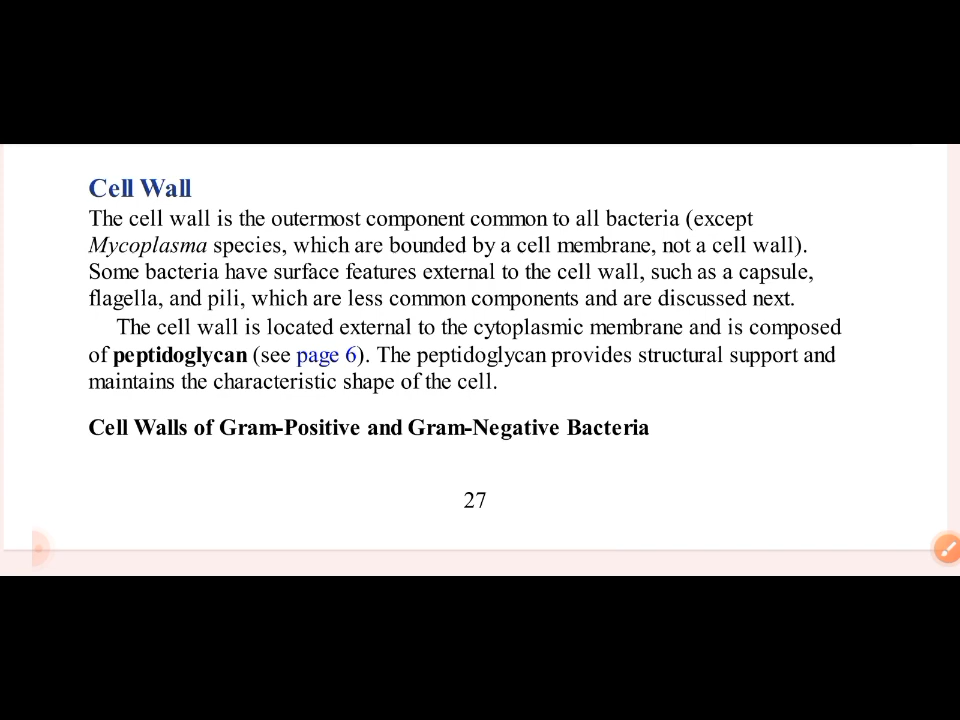 Cell Wall
The cell wall is the outermost component common to all bacteria (except
Mycoplasma species, which are bounded by a cell membrane, not a cell wall).
Some bacteria have surface features external to the cell wall, such as a capsule,
flagella, and pili, which are less common components and are discussed next.
The cell wall is located external to the cytoplasmic membrane and is composed
of peptidoglycan (see page 6). The peptidoglycan provides structural support and
maintains the characteristic shape of the cell.
Cell Walls of Gram-Positive and Gram-Negative Bacteria
27